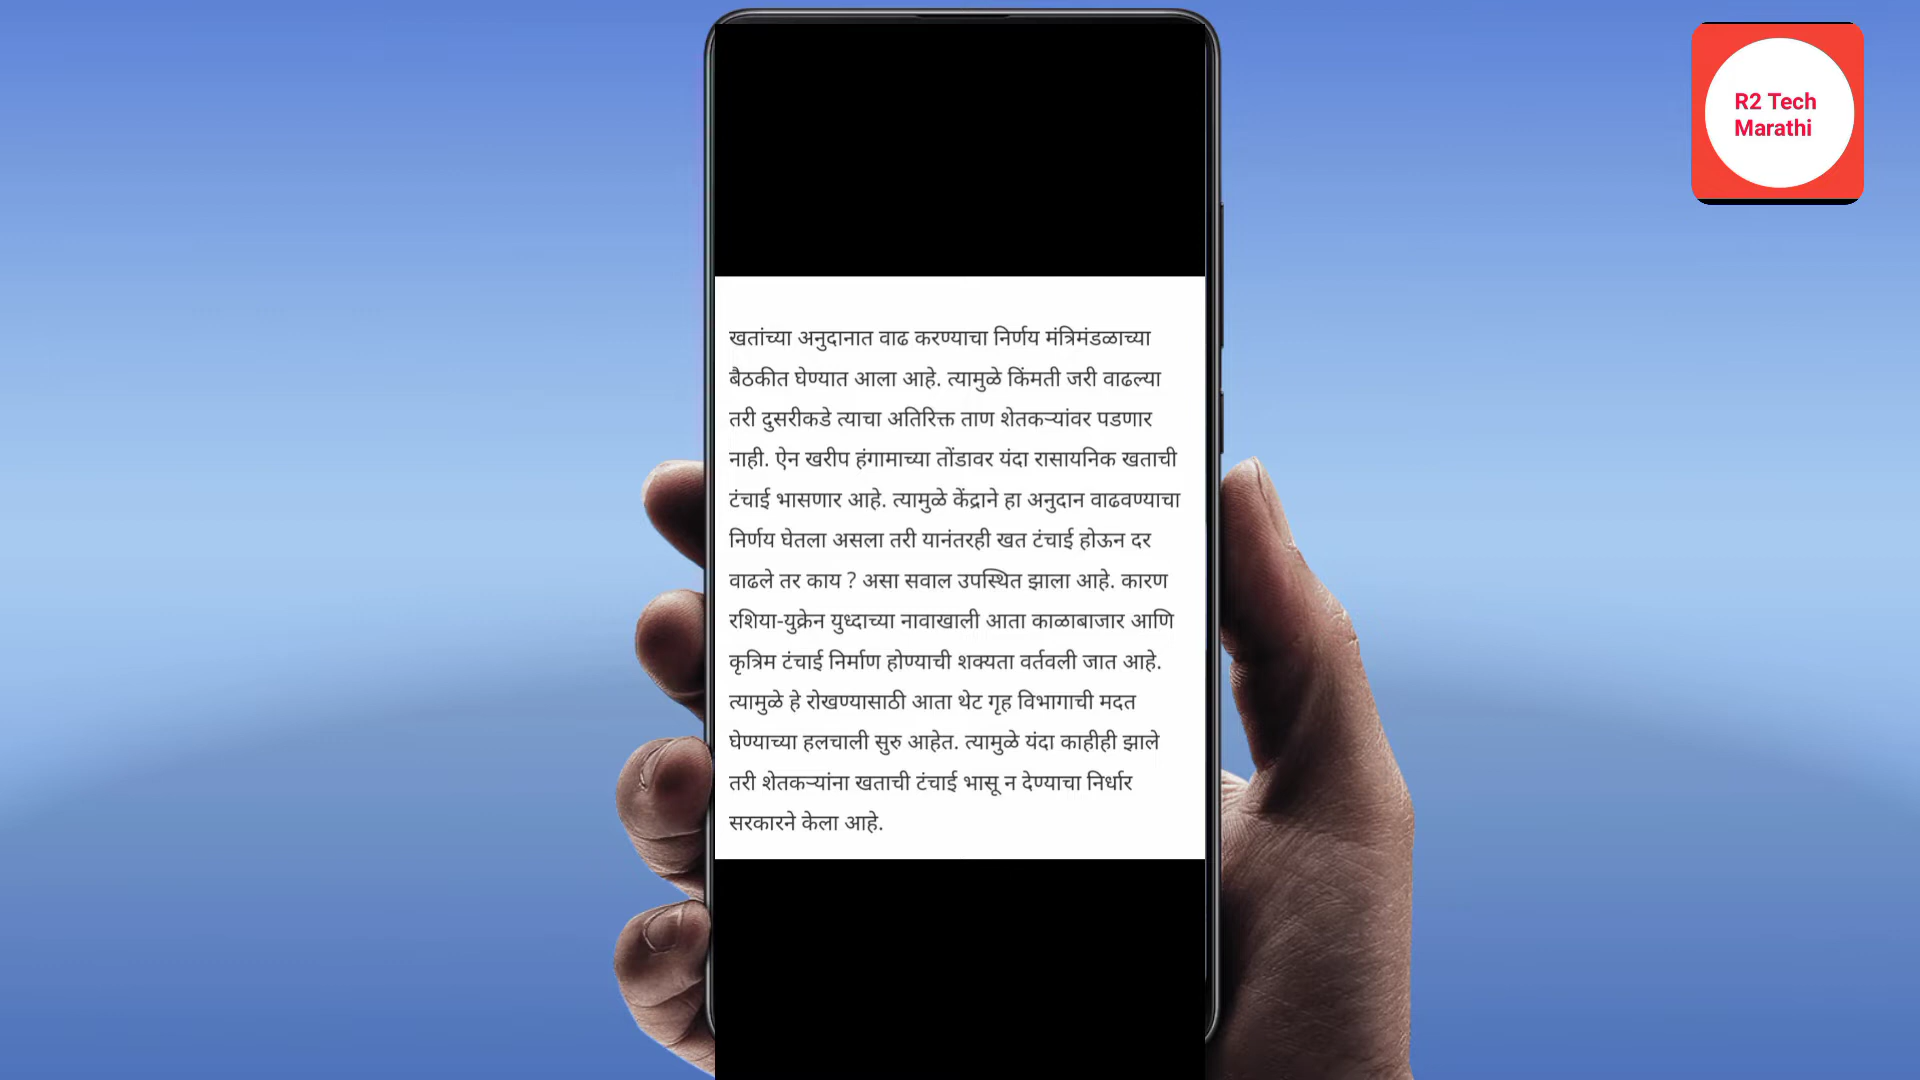 R2 Tech
Marathi
खतांच्या अनुदानात वाढ करण्याचा निर्णय मंत्रिमंडळाच्या
बैठकीत घेण्यात आला आहे. त्यामुळे किंमती जरी वाढल्या
तरी दुसरीकडे त्याचा अतिरिक्त ताण शेतकऱ्यांवर पडणार
नाही. ऐन खरीप हंगामाच्या तोंडावर यंदा रासायनिक खताची
टंचाई भासणार आहे. त्यामुळे केंद्राने हा अनुदान वाढवण्याचा
निर्णय घेतला असला तरी यानंतरही खत टंचाई होऊन दर
वाढले तर काय ? असा सवाल उपस्थित झाला आहे. कारण
रशिया-युक्रेन युध्दाच्या नावाखाली आता काळाबाजार आणि
कृत्रिम टंचाई निर्माण होण्याची शक्यता वर्तवली जात आहे.
त्यामुळे हे रोखण्यासाठी आता थेट गृह विभागाची मदत
घेण्याच्या हलचाली सुरु आहेत. त्यामुळे यंदा काहीही झाले
तरी शेतकऱ्यांना खताची टंचाई भासू न देण्याचा निर्धार
सरकारने केला आहे.